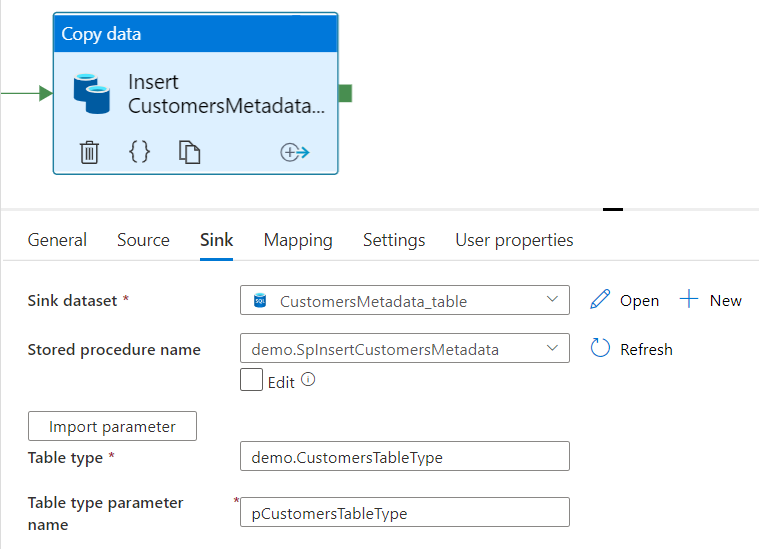 Copy data
Insert
CustomersMetadata...
General Source Sink Mapping Settings User properties
Sink dataset * CustomersMetadata_table Open New
Stored procedure name demo.SpInsertCustomersMetadata Refresh
Edit
Import parameter
Table type * demo.CustomersTableType
Table type parameter * 
name pCustomersTableType